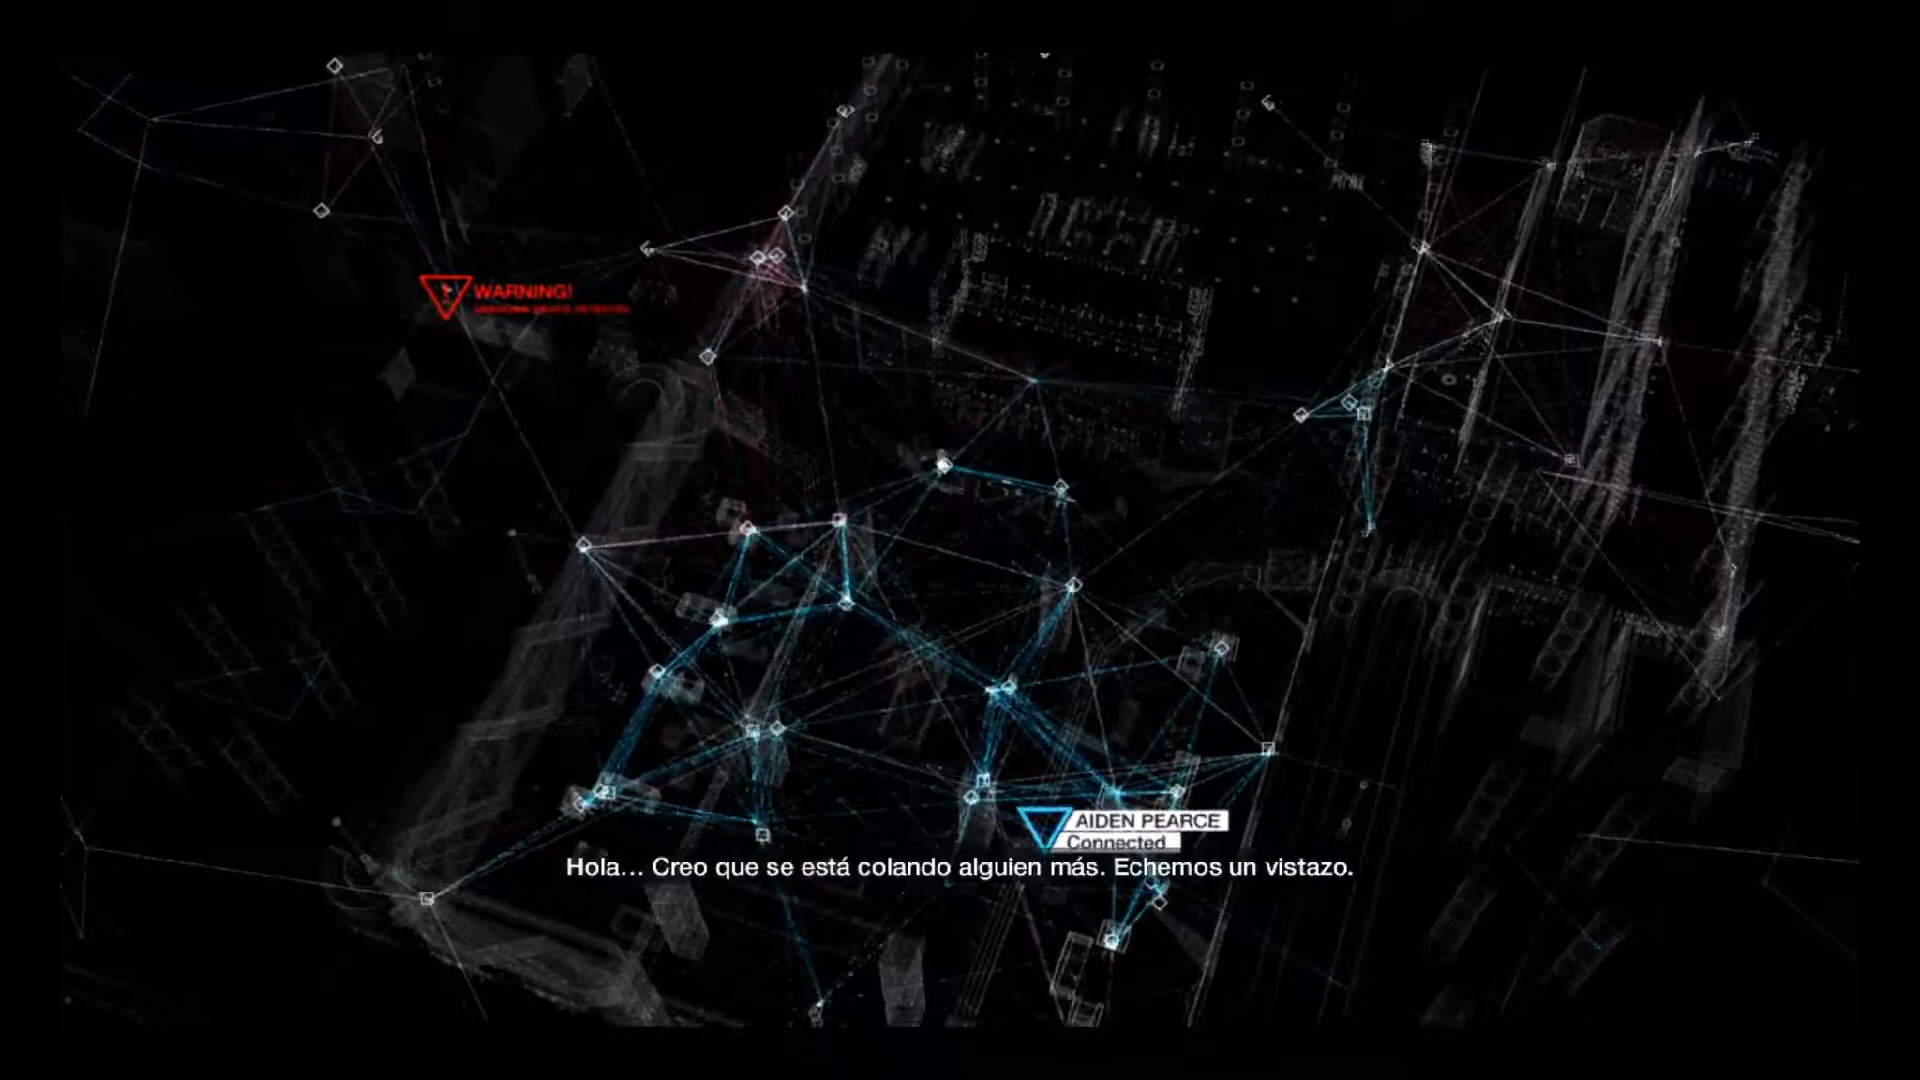 WARNING!
AIDEN PEARCE
Connected
Hola... Creo que se está colando alguien más. Echemos un vistazo.